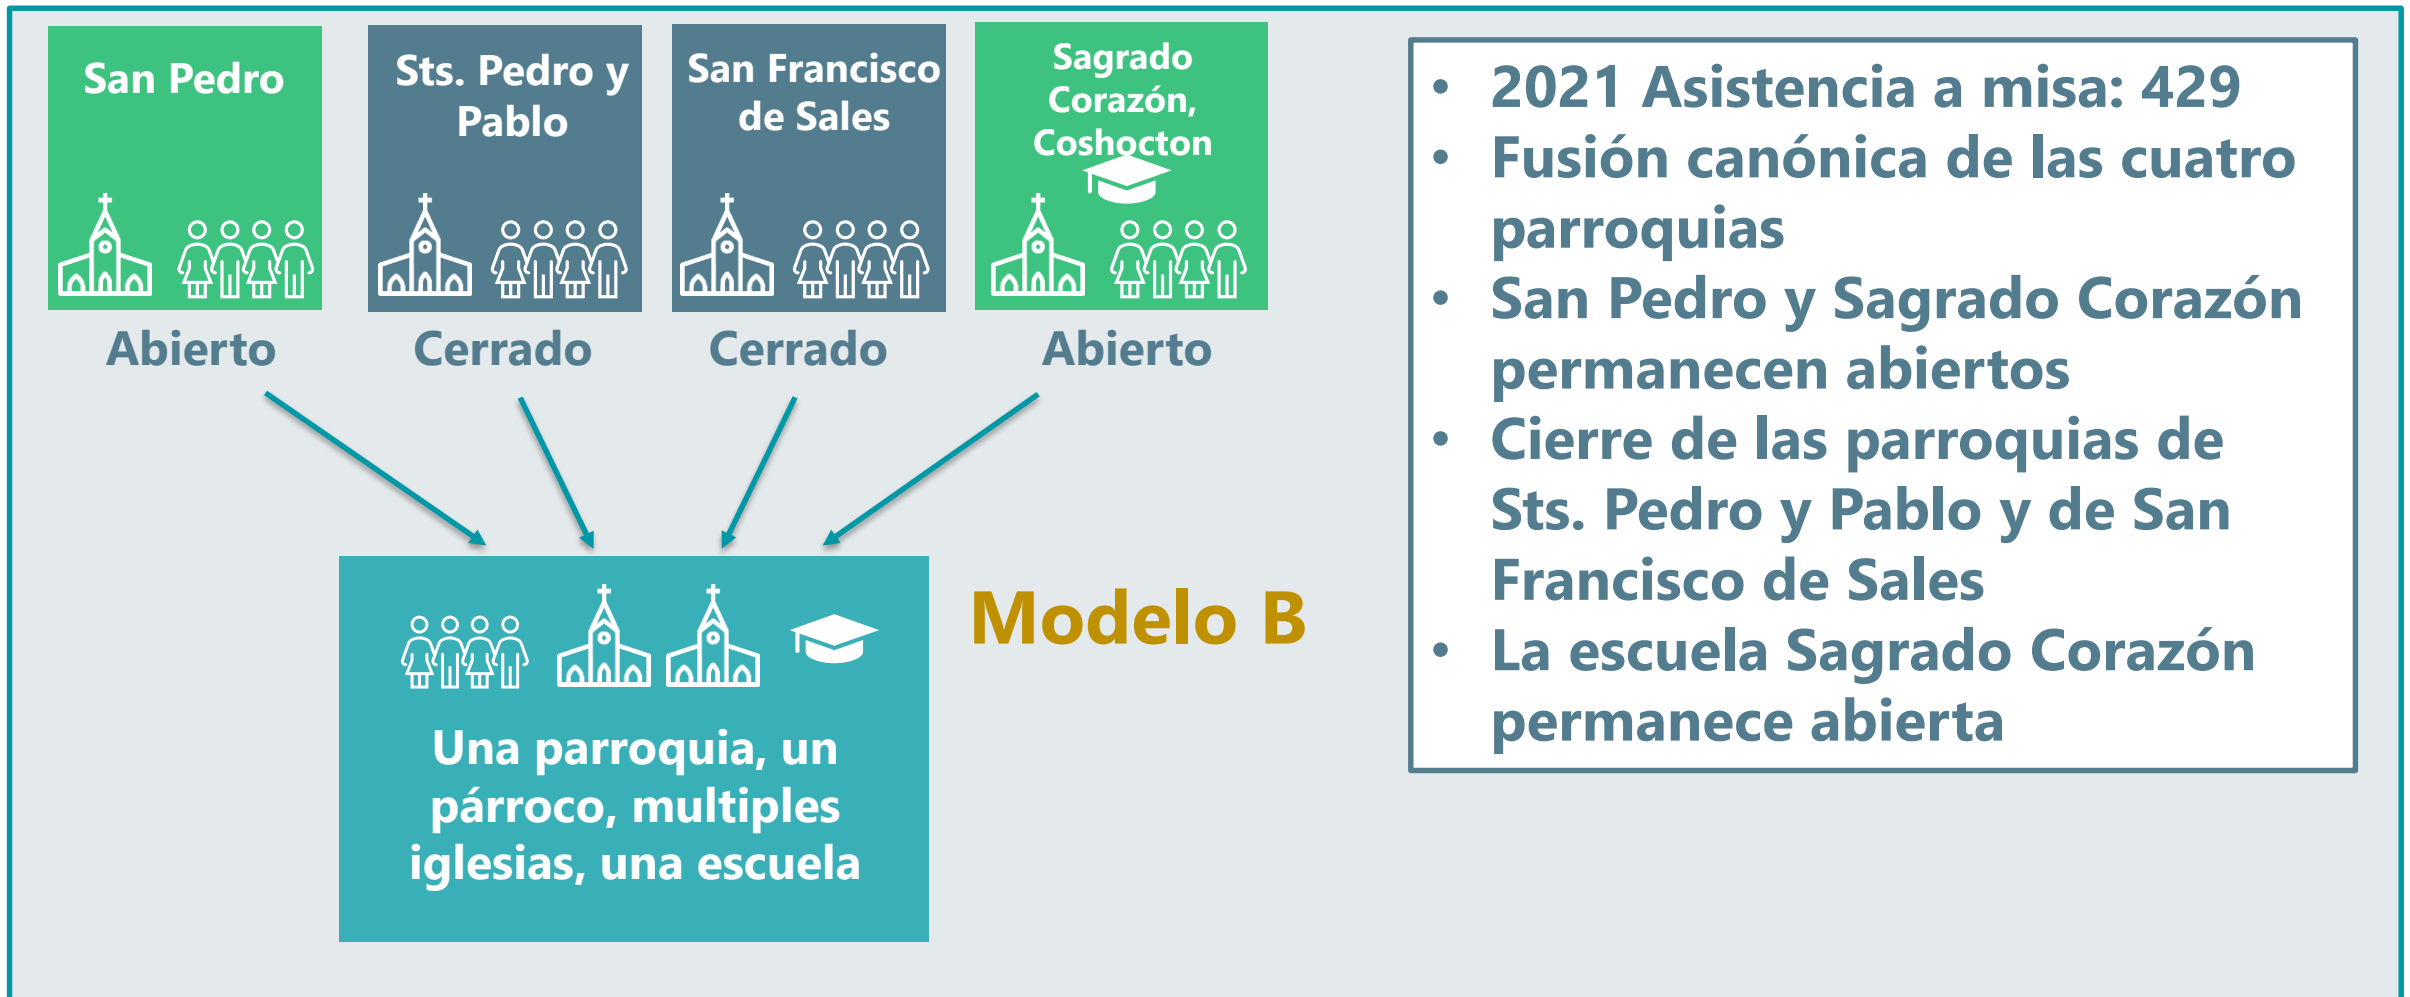 San Pedro
Sts. Pedro y
Pablo
San Francisco
de Sales
Sagrado
Corazón,
Coshocton
Abierto
Cerrado
Cerrado
Abierto
Una parroquia, un
párroco, multiples
iglesias, una escuela
Modelo B
• 2021 Asistencia a misa: 429
• Fusión canónica de las cuatro
parroquias
• San Pedro y Sagrado Corazón
permanecen abiertos
• Cierre de las parroquias de
Sts. Pedro y Pablo y de San
Francisco de Sales
• La escuela Sagrado Corazón
permanece abierta